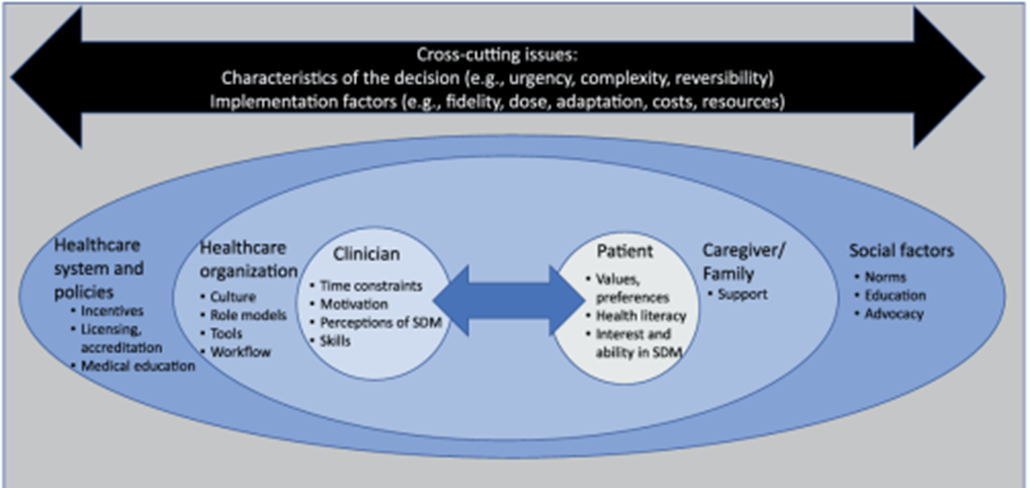 Cross-cutting issues:
Characteristics of the decision (e.g., urgency, complexity, reversibility)
Implementation factors (e.g., fidelity, dose, adaptation, costs, resources)
Healthcare
system and
policies
• Incentives
• Licensing,
accreditation
• Medical education
Healthcare
organization
• Culture
• Role models
• Tools
• Workflow
Clinician
• Time constraints
• Motivation
• Perceptions of SDM
• Skills
Patient
• Values,
preferences
• Health literacy
• Interest and
ability in SDM
Caregiver/
Family
• Support
Social factors
• Norms
• Education
• Advocacy